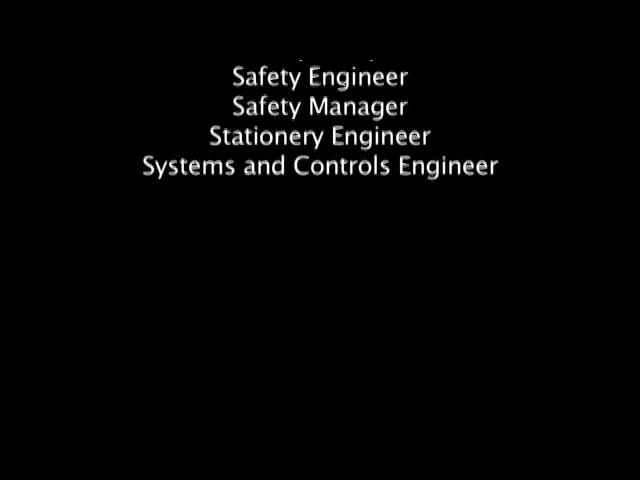 Safety Engineer
Safety Manager
Stationery Engineer
Systems and Controls Engineer